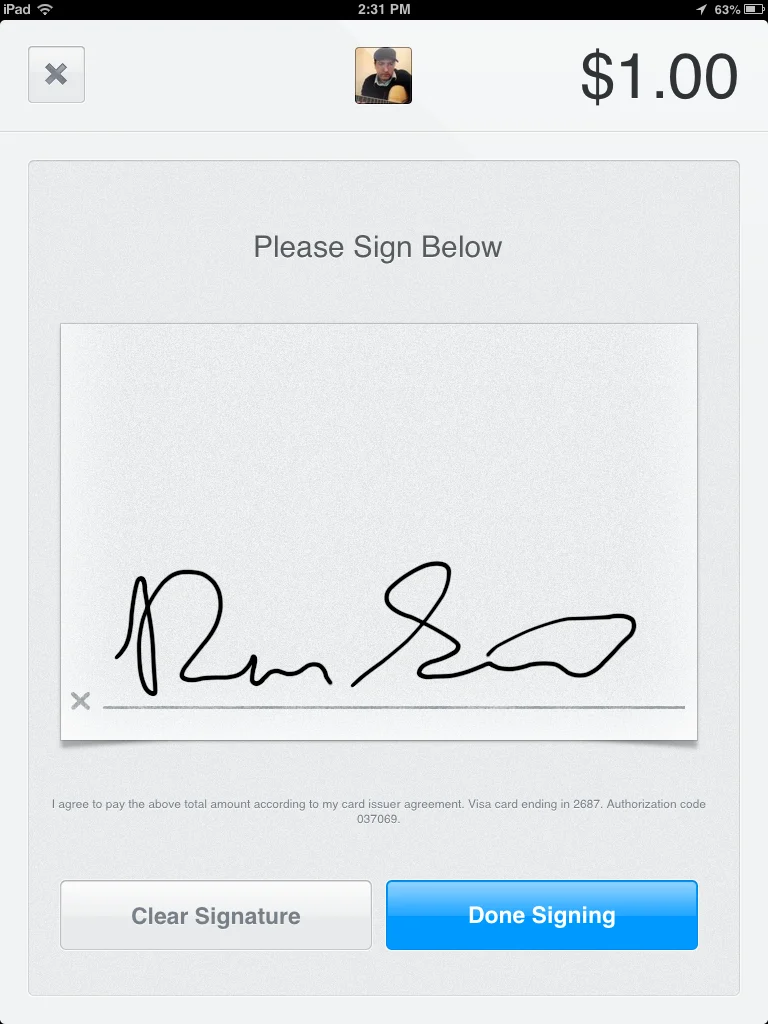 iPad 2:31 PM 63%
$1.00
Please Sign Below
I agree to pay the above total amount according to my card issuer agreement. Visa card ending in 2687. Authorization code
037069.
Clear Signature Done Signing